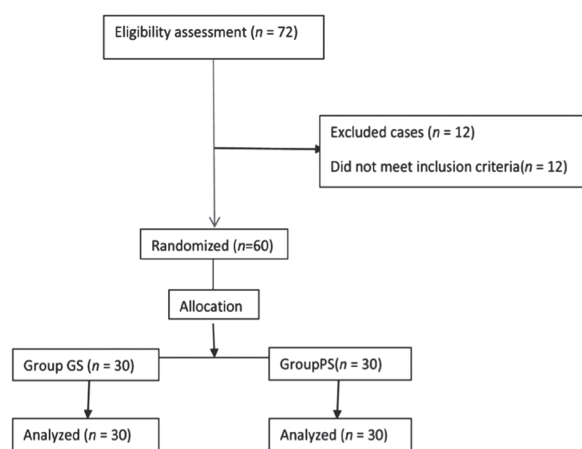 Eligibility assessment (n = 72)
Excluded cases (n = 12)
Did not meet inclusion criteria(n = 12)
Randomized (n=60)
Allocation
Group GS (n = 30)
GroupPS(n = 30)
Analyzed (n = 30)
Analyzed (n = 30)